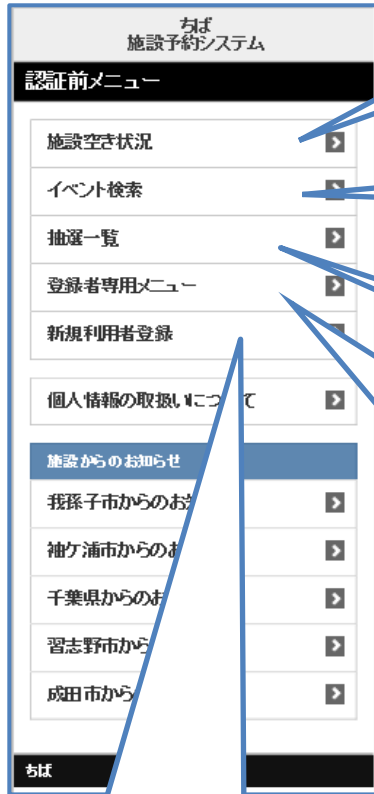 ちば
施設予約システム
認証前メニュー
施設空き状況
イベント検索
抽選一覧
登録者専用メニュー
新規利用者登録
個人情報の取扱いについて
施設からのお知らせ
我孫子市からのお
袖ケ浦市からのお
千葉県からのお
習志野市から
成田市から
ちば